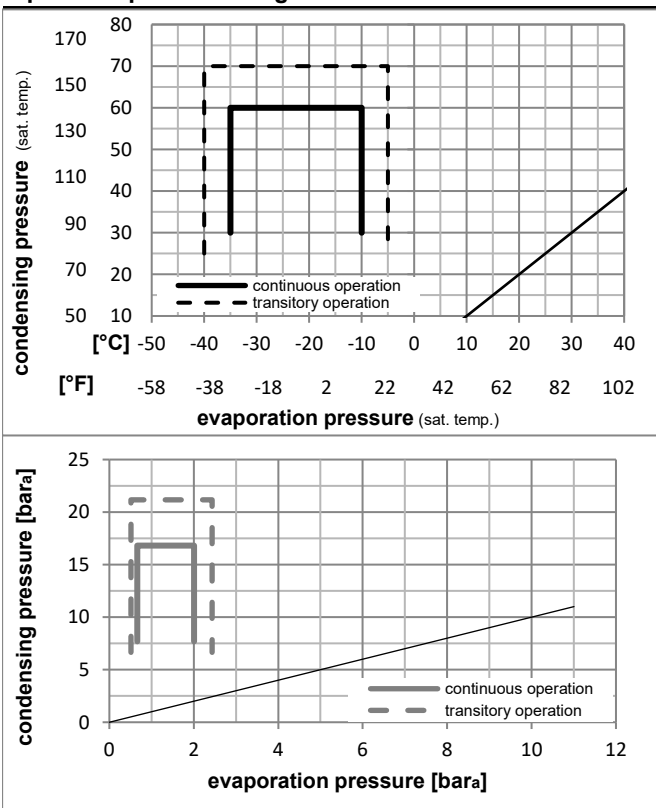 80
170
70
150
60
130
50
110
40
90
30
70
20
50
10
condensing pressure (sat. temp.)
continuous operation
transitory operation
[°C] -50 -40 -30 -20 -10 0 10 20 30 40
[°F] -58 -38 -18 2 22 42 62 82 102
evaporation pressure (sat. temp.)
25
20
15
10
5
0
condensing pressure [bara]
continuous operation
transitory operation
0 2 4 6 8 10 12
evaporation pressure [bara]